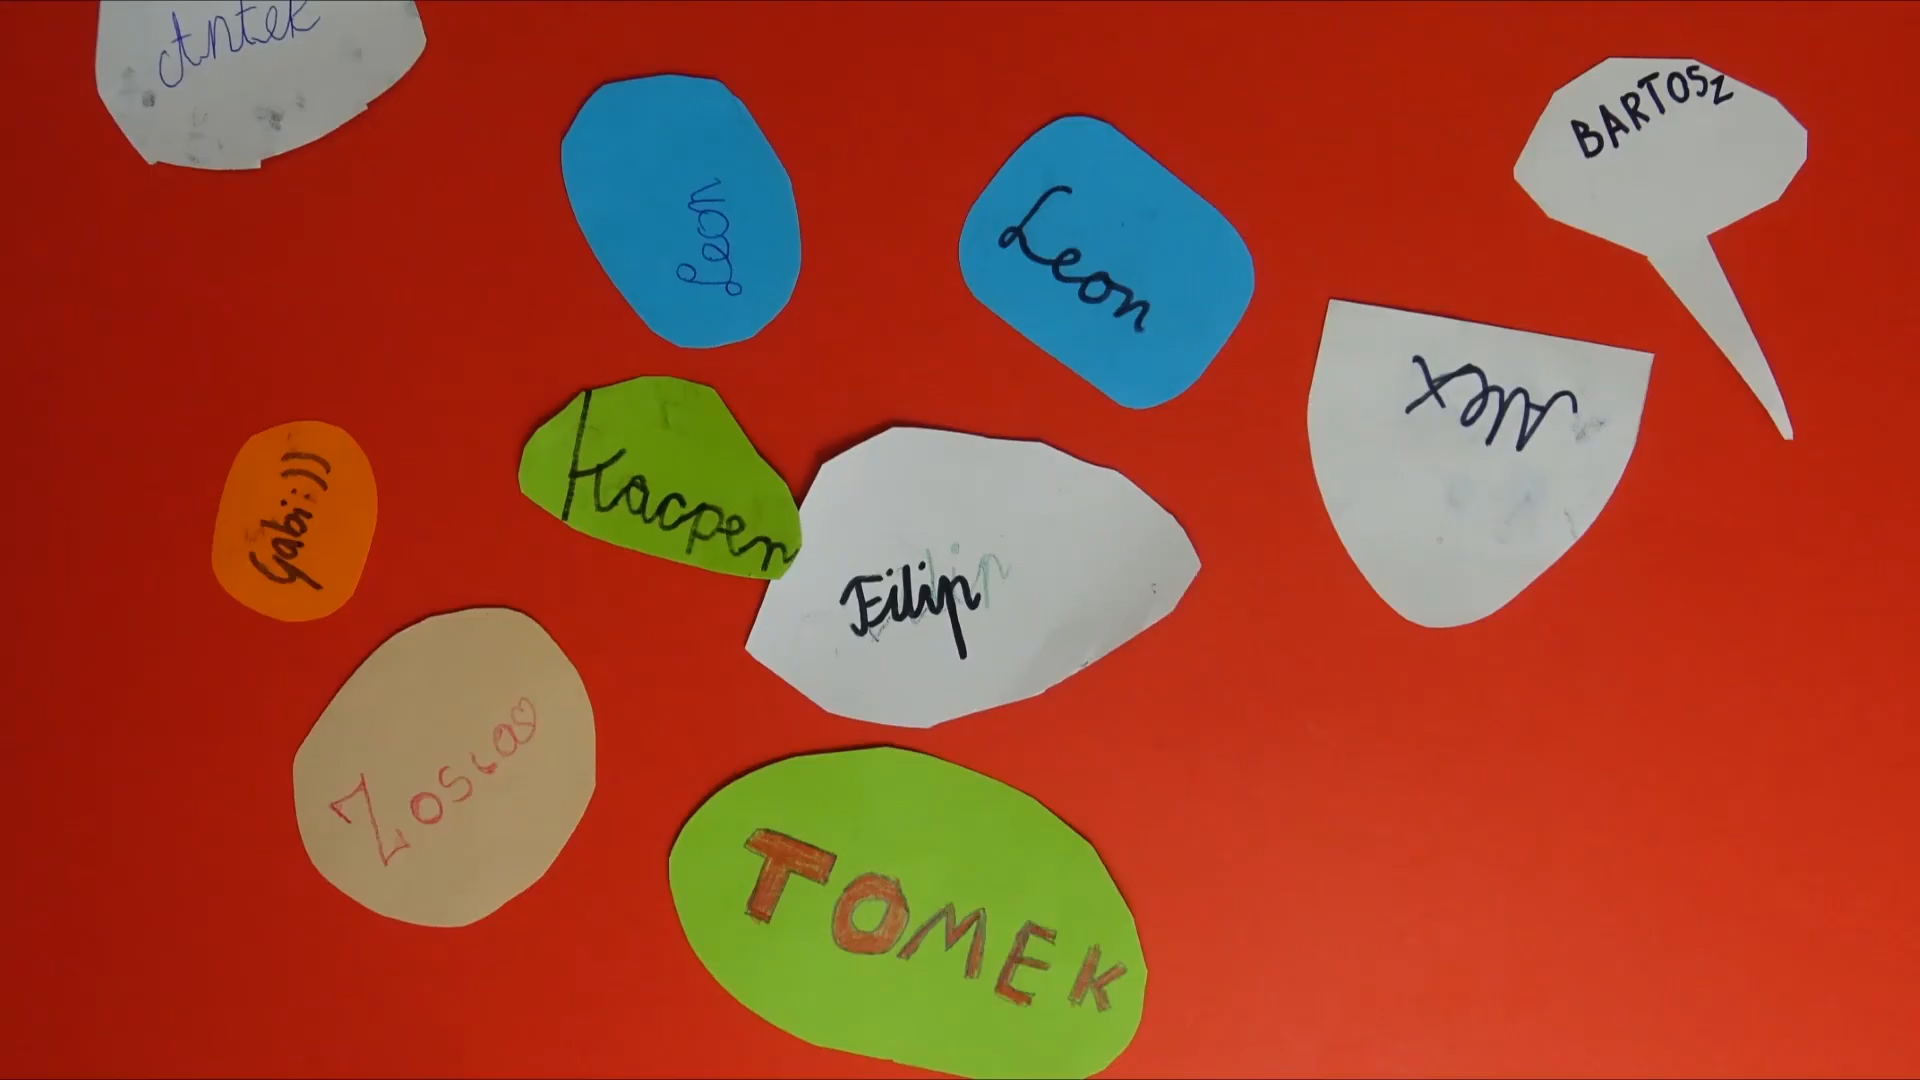 Antek
Leon
Leon
BARTOSZ
Alex
Gabi:))
Kacper
Filip
Zosia
TOMEK